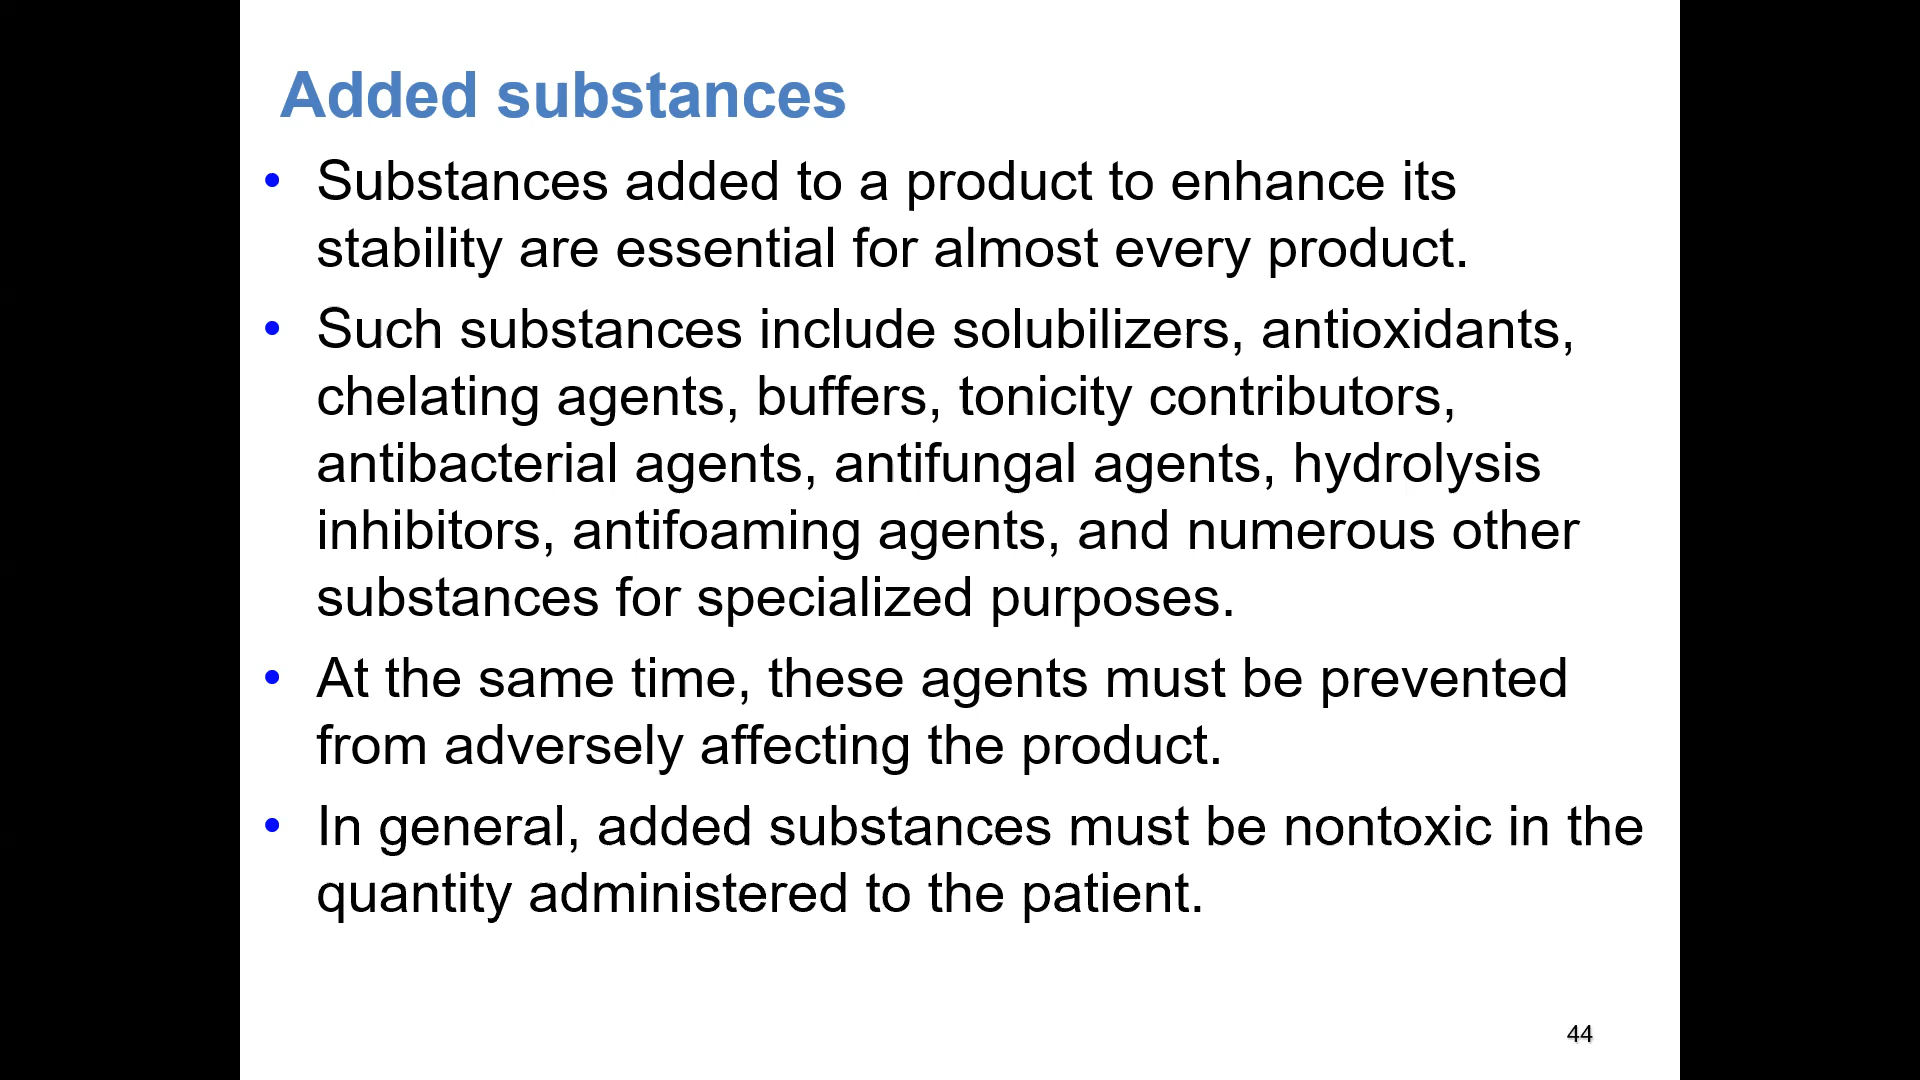 Added substances
• Substances added to a product to enhance its
stability are essential for almost every product.
• Such substances include solubilizers, antioxidants,
chelating agents, buffers, tonicity contributors,
antibacterial agents, antifungal agents, hydrolysis
inhibitors, antifoaming agents, and numerous other
substances for specialized purposes.
• At the same time, these agents must be prevented
from adversely affecting the product.
• In general, added substances must be nontoxic in the
quantity administered to the patient.
44